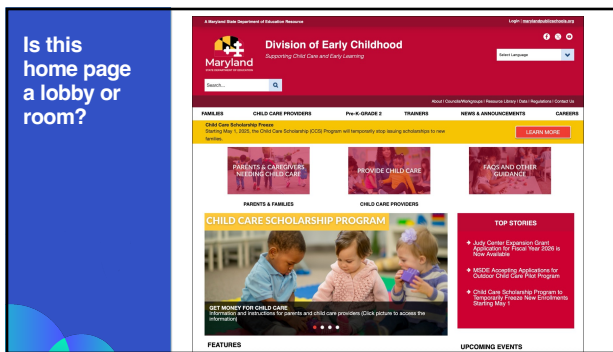 Is this
home page
a lobby or
room?
A Maryland State Department of Education Resource
Login | marylandpublicschools.org
Maryland
STATE DEPARTMENT OF EDUCATION
Division of Early Childhood
Supporting Child Care and Early Learning
Select Language
Search...
About | Councils/Workgroups | Resource Library | Data | Regulations | Contact Us
FAMILIES CHILD CARE PROVIDERS Pre-K-GRADE 2 TRAINERS NEWS & ANNOUNCEMENTS CAREERS
Child Care Scholarship Freeze
Starting May 1, 2025, the Child Care Scholarship (CCS) Program will temporarily stop issuing scholarships to new
families.
LEARN MORE
PARENTS & CAREGIVERS
NEEDING CHILD CARE
PROVIDE CHILD CARE
FAQS AND OTHER
GUIDANCE
PARENTS & FAMILIES
CHILD CARE PROVIDERS
CHILD CARE SCHOLARSHIP PROGRAM
GET MONEY FOR CHILD CARE
Information and instructions for parents and child care providers (Click picture to access the
information)
TOP STORIES
Judy Center Expansion Grant
Application for Fiscal Year 2026 is
Now Available
MSDE Accepting Applications for
Outdoor Child Care Pilot Program
Child Care Scholarship Program to
Temporarily Freeze New Enrollments
Starting May 1
FEATURES
UPCOMING EVENTS